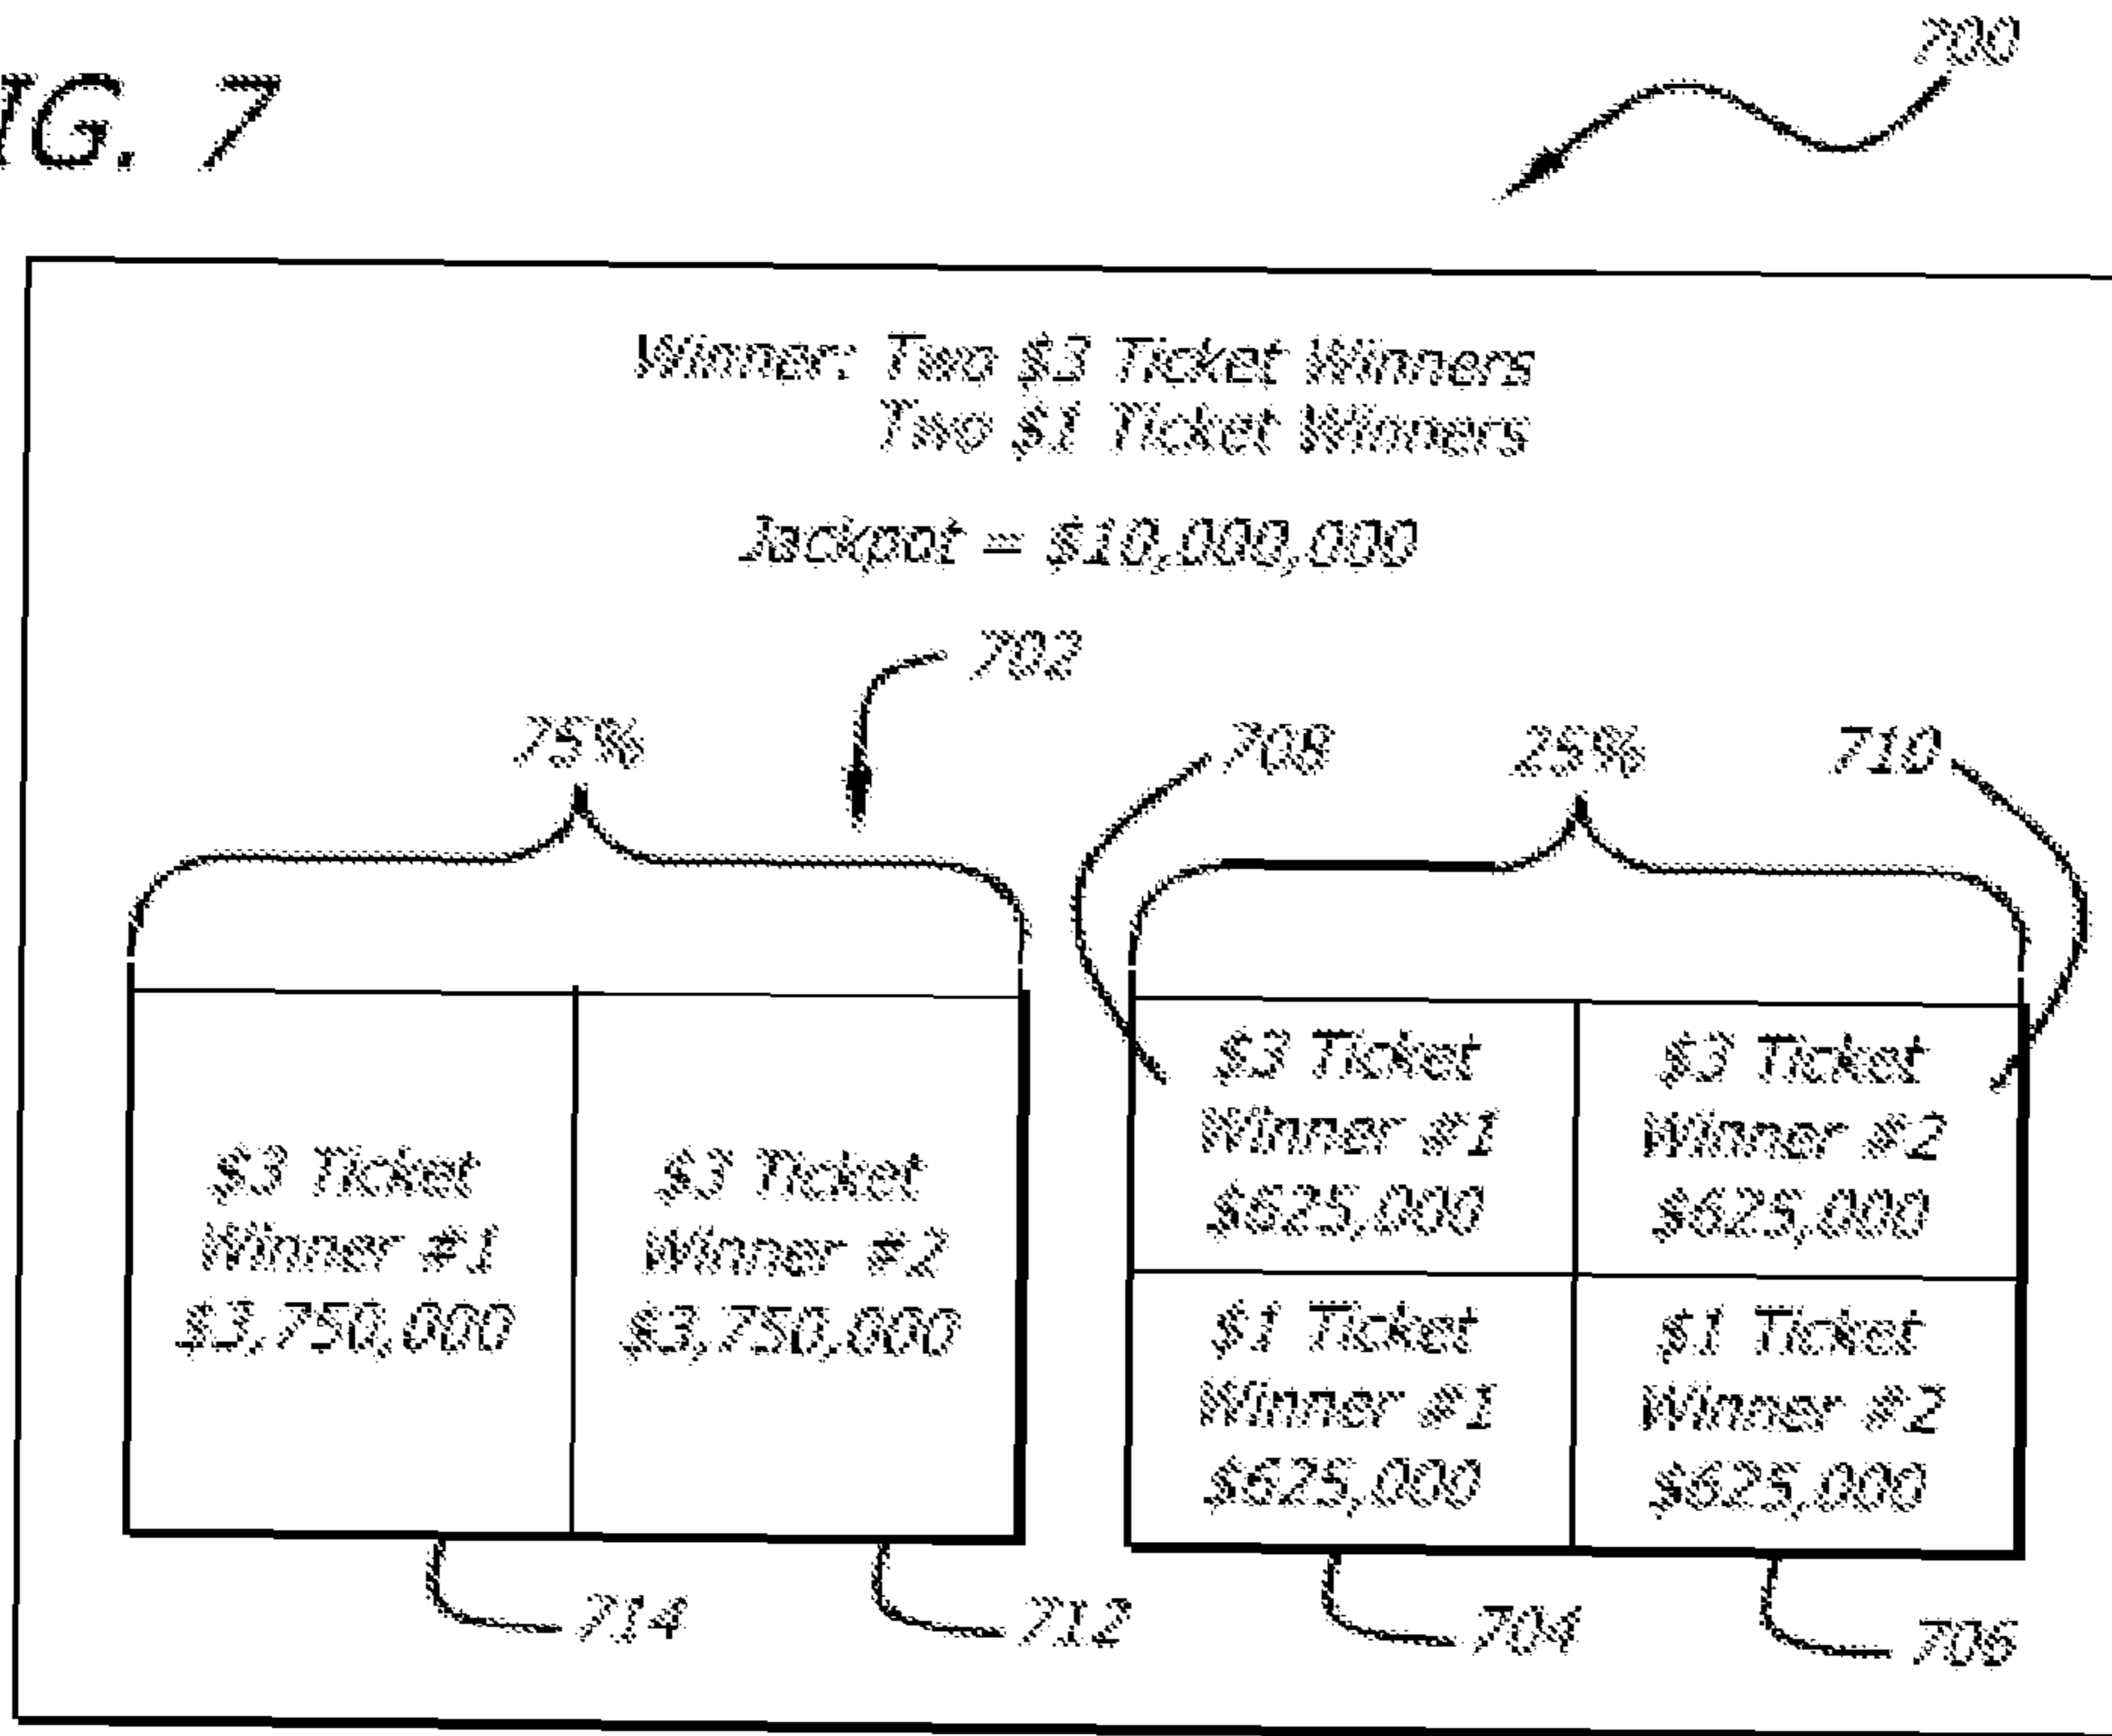 IG. 7
700
Winner: Two $3 Ticket Winners
Two $1 Ticket Winners
Jackpot = $10,000,000
702
75%
708
25%
710
$3 Ticket
Winner #1
$3,750,000
$3 Ticket
Winner #2
$3,750,000
$3 Ticket
Winner #1
$625,000
$3 Ticket
Winner #2
$625,000
$1 Ticket
Winner #1
$625,000
$1 Ticket
Winner #2
$625,000
714
712
704
706